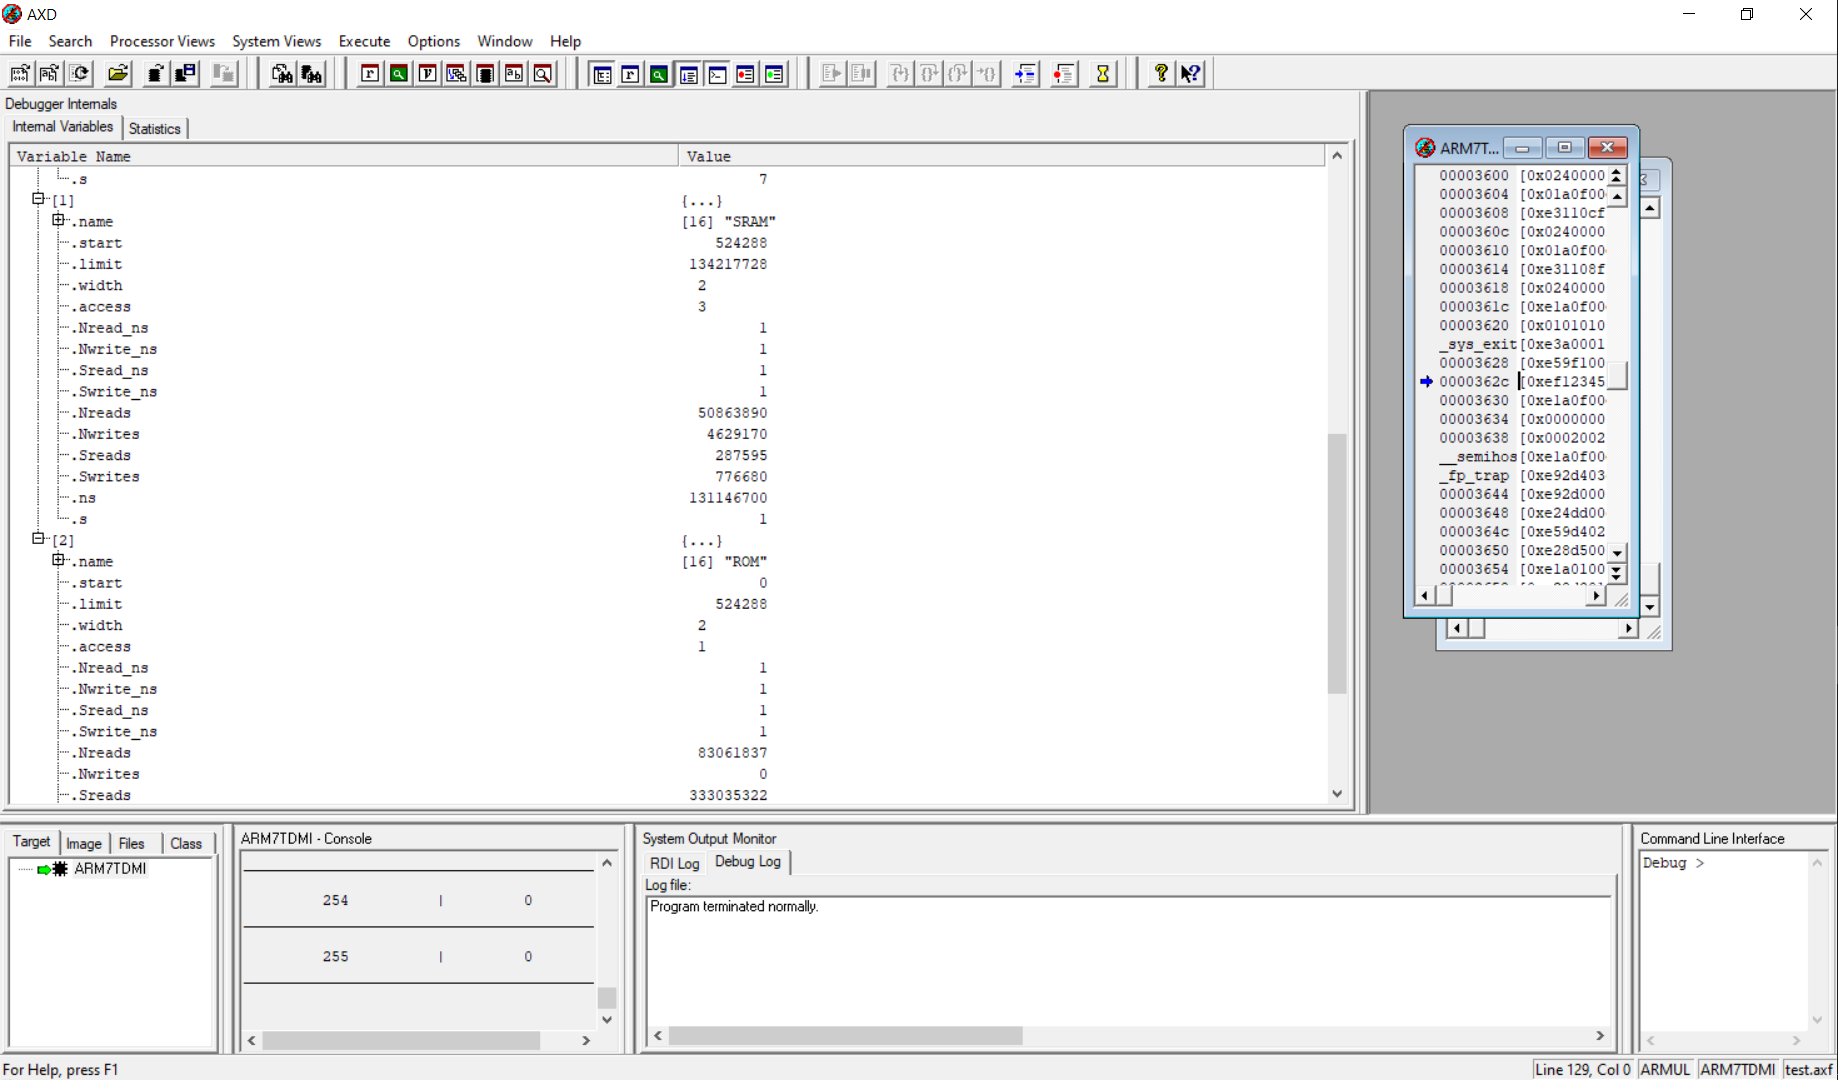 AXD
File Search Processor Views System Views Execute Options Window Help
Debugger Internals
Internal Variables Statistics
Variable Name Value
.s 7
[1] {...}
.name [16] "SRAM"
.start 524288
.limit 134217728
.width 2
.access 3
.Nread_ns 1
.Nwrite_ns 1
.Sread_ns 1
.Swrite_ns 1
.Nreads 50863890
.Nwrites 4629170
.Sreads 287595
.Swrites 776680
.ns 131146700
.s 1
[2] {...}
.name [16] "ROM"
.start 0
.limit 524288
.width 2
.access 1
.Nread_ns 1
.Nwrite_ns 1
.Sread_ns 1
.Swrite_ns 1
.Nreads 83061837
.Nwrites 0
.Sreads 333035322
ARM7T...
00003600 [0x0240000
00003604 [0x01a0f00
00003608 [0xe3110cf
0000360c [0x0240000
00003610 [0x01a0f00
00003614 [0xe31108f
00003618 [0x0240000
0000361c [0xe1a0f00
00003620 [0x0101010
_sys_exit [0xe3a0001
00003628 [0xe59f100
0000362c [0xef12345
00003630 [0xe1a0f00
00003634 [0x0000000
00003638 [0x0002002
__semihos [0xe1a0f00
_fp_trap [0xe92d403
00003644 [0xe92d000
00003648 [0xe24dd00
0000364c [0xe59d402
00003650 [0xe28d500
00003654 [0xe1a0100
Target Image Files Class
ARM7TDMI
ARM7TDMI - Console
254 | 0
255 | 0
System Output Monitor
RDI Log Debug Log
Log file:
Program terminated normally.
Command Line Interface
Debug >
For Help, press F1
Line 129, Col 0 ARMUL ARM7TDMI test.axf